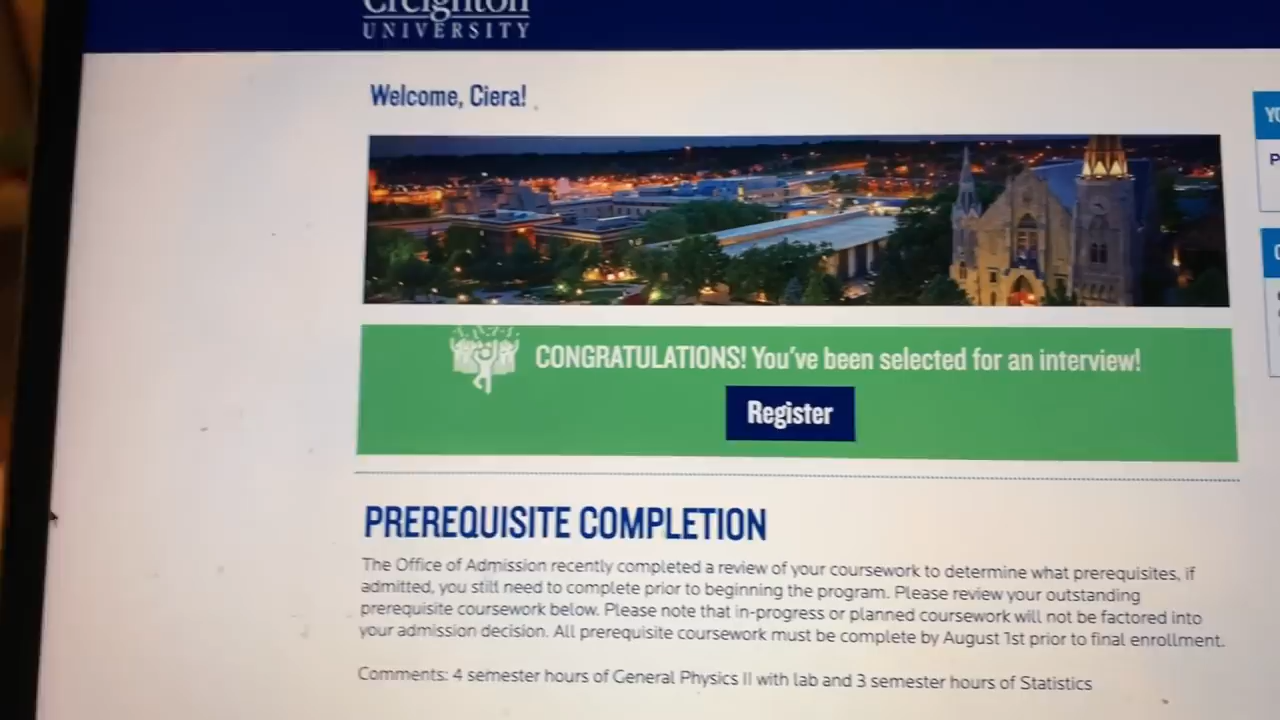 Creighton
UNIVERSITY
Welcome, Ciera!
CONGRATULATIONS! You've been selected for an interview!
Register
PREREQUISITE COMPLETION
The Office of Admission recently completed a review of your coursework to determine what prerequisites, if
admitted, you still need to complete prior to beginning the program. Please review your outstanding
prerequisite coursework below. Please note that in-progress or planned coursework will not be factored into
your admission decision. All prerequisite coursework must be complete by August 1st prior to final enrollment.
Comments: 4 semester hours of General Physics II with lab and 3 semester hours of Statistics